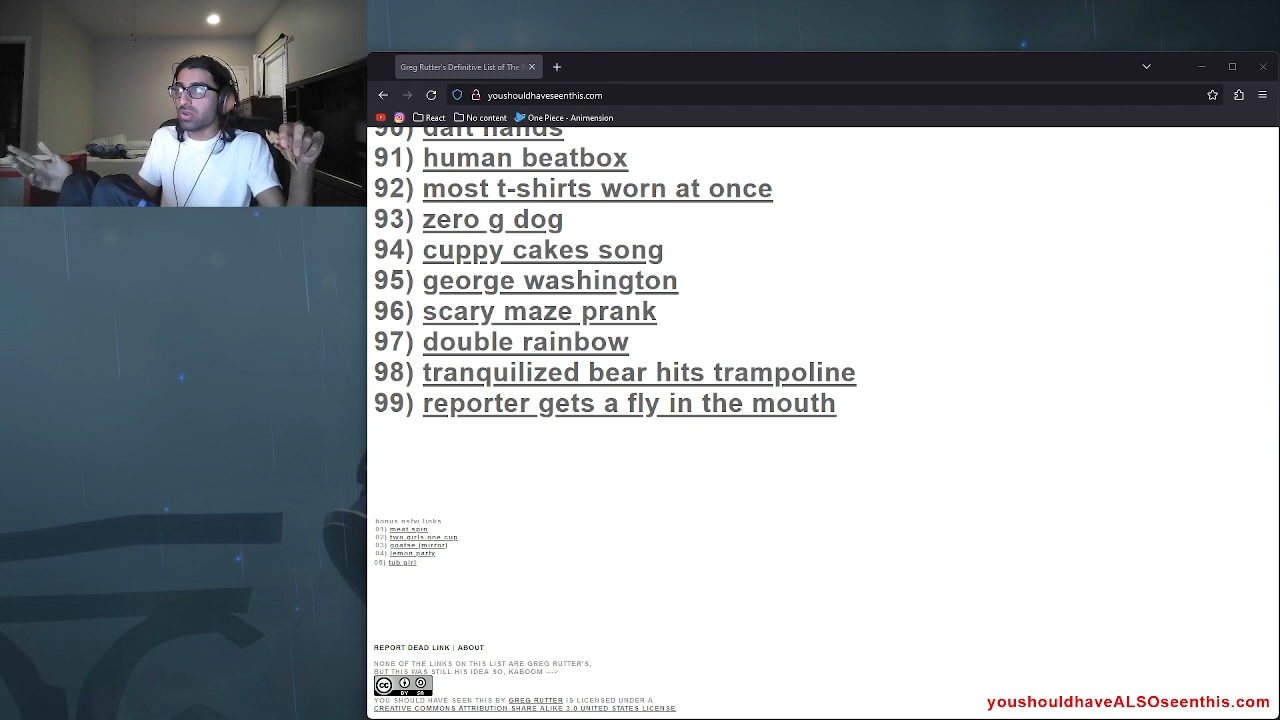 Greg Rutter's Definitive List of The
youshouldhaveseenthis.com
React
No content
One Piece - Animension
90) daft hands
91) human beatbox
92) most t-shirts worn at once
93) zero g dog
94) cuppy cakes song
95) george washington
96) scary maze prank
97) double rainbow
98) tranquilized bear hits trampoline
99) reporter gets a fly in the mouth
bonus nsfw links
01) meat spin
02) two girls one cup
03) goatse (mirror)
04) lemon party
05) tub girl
REPORT DEAD LINK | ABOUT
NONE OF THE LINKS ON THIS LIST ARE GREG RUTTER'S,
BUT THIS WAS STILL HIS IDEA SO, KABOOM --->
CC BY SA
YOU SHOULD HAVE SEEN THIS BY GREG RUTTER IS LICENSED UNDER A
CREATIVE COMMONS ATTRIBUTION-SHARE ALIKE 3.0 UNITED STATES LICENSE
youshouldhaveALSOseenthis.com